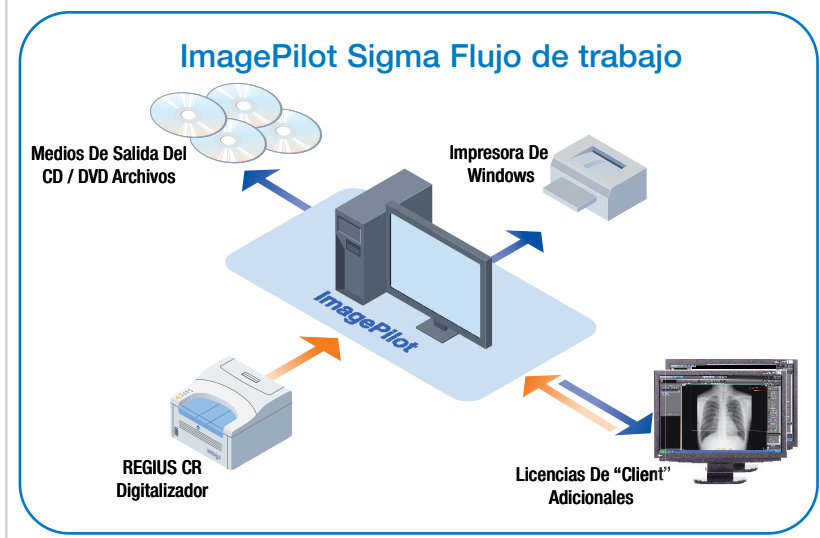 ImagePilot Sigma Flujo de trabajo
Medios De Salida Del
CD / DVD Archivos
Impresora De
Windows
ImagePilot
REGIUS CR
Digitalizador
Licencias De “Client”
Adicionales